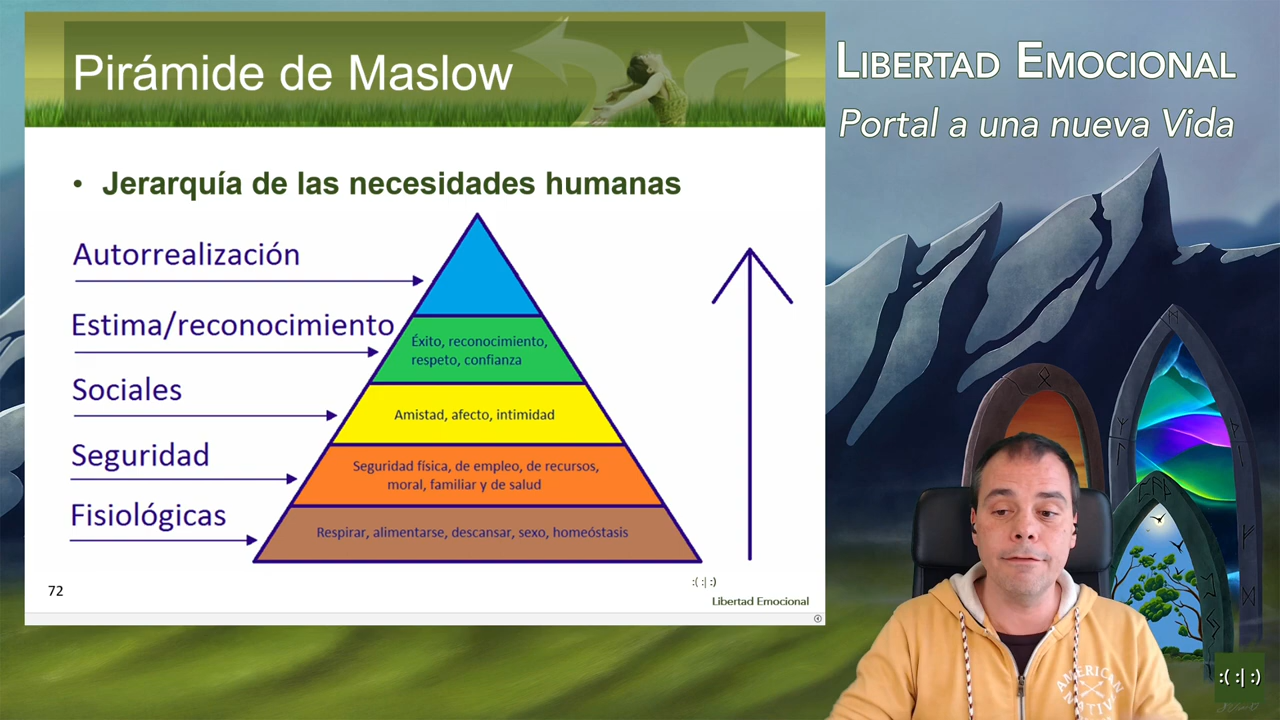 Pirámide de Maslow
LIBERTAD EMOCIONAL
Portal a una nueva Vida
• Jerarquía de las necesidades humanas
Autorrealización
Estima/reconocimiento
Éxito, reconocimiento,
respeto, confianza
Sociales
Amistad, afecto, intimidad
Seguridad
Seguridad física, de empleo, de recursos,
moral, familiar y de salud
Fisiológicas
Respirar, alimentarse, descansar, sexo, homeóstasis
72
:( :| :)
Libertad Emocional
AMERICAN
NATIVE
:( :| :)